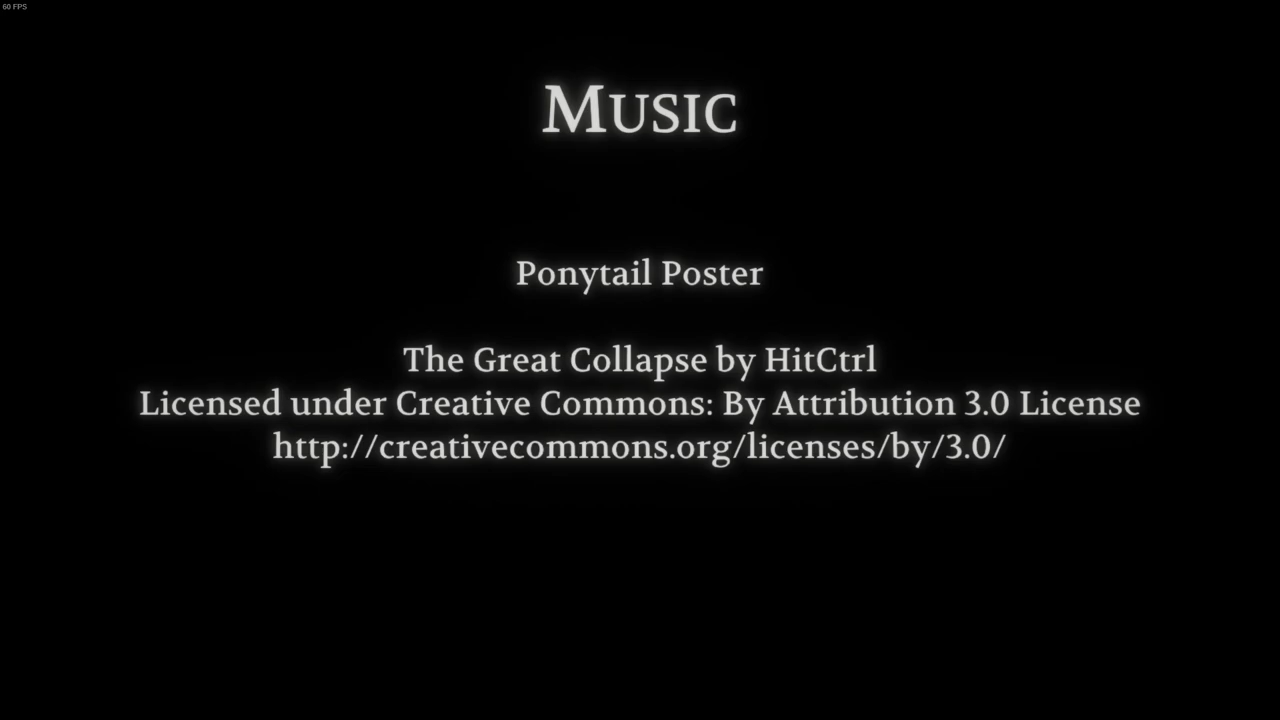 60 FPS
Music
Ponytail Poster
The Great Collapse by HitCtrl
Licensed under Creative Commons: By Attribution 3.0 License
http://creativecommons.org/licenses/by/3.0/